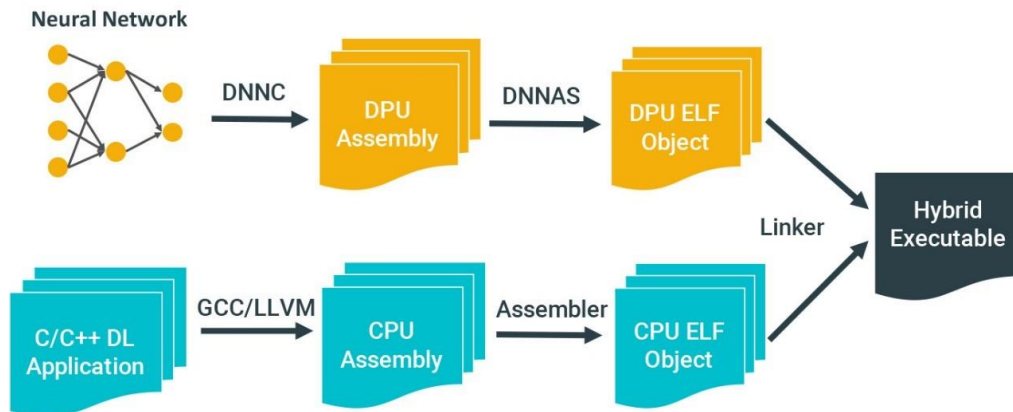 Neural Network
DNNC
DPU
Assembly
DNNAS
DPU ELF
Object
Linker
Hybrid
Executable
C/C++ DL
Application
GCC/LLVM
CPU
Assembly
Assembler
CPU ELF
Object